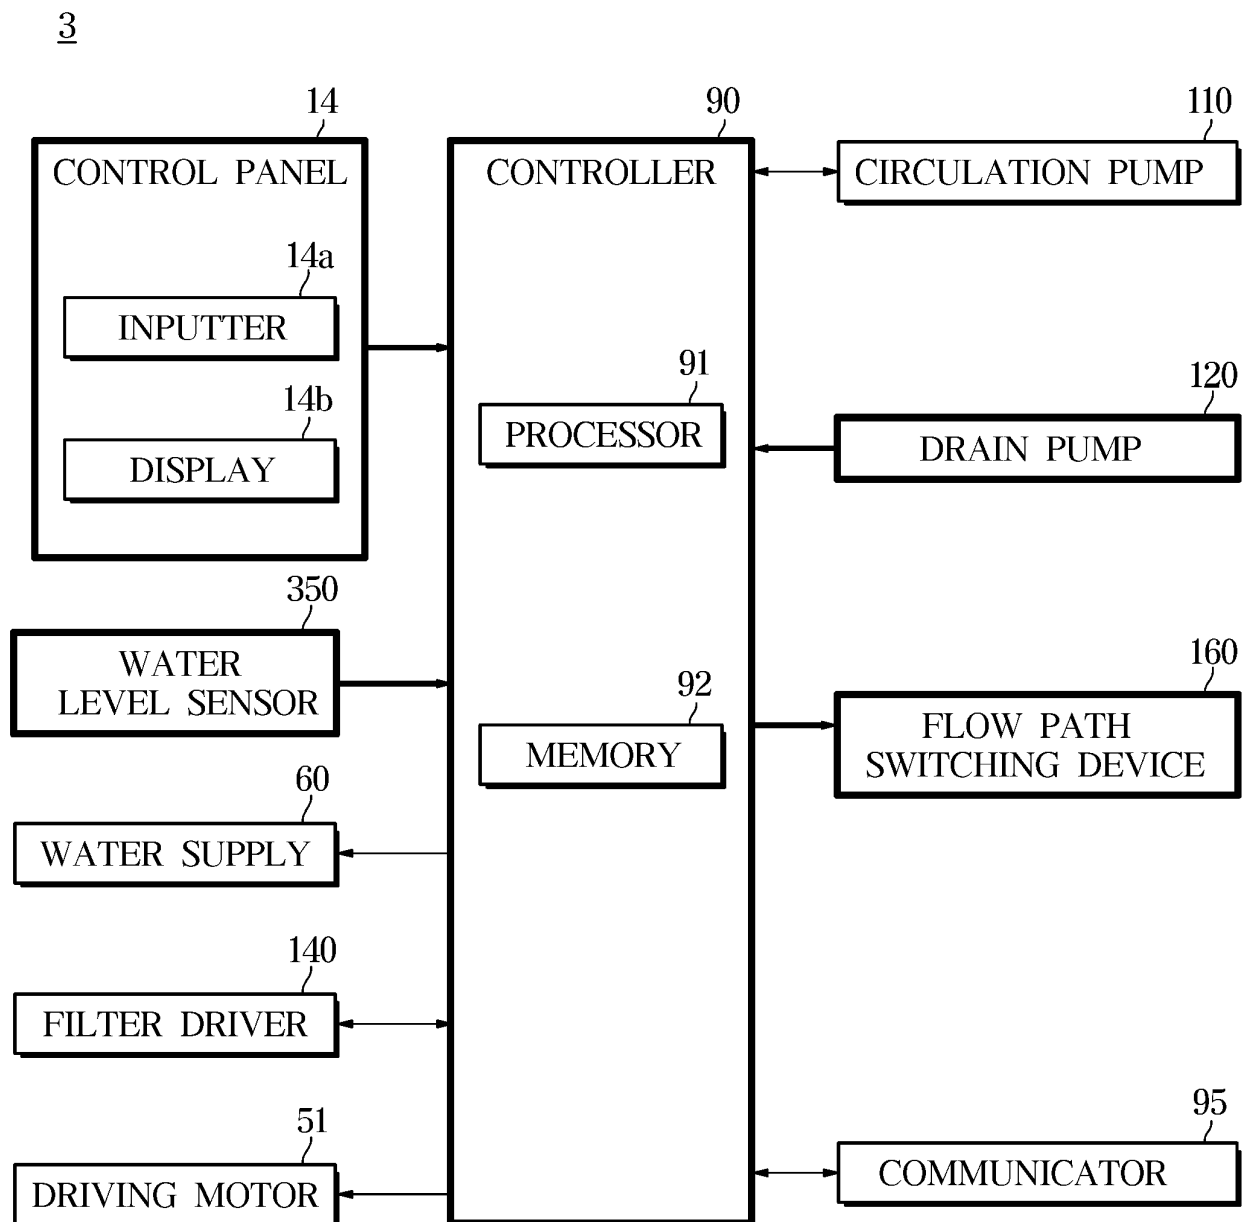 3
14
CONTROL PANEL
14a
INPUTTER
14b
DISPLAY
350
WATER
LEVEL SENSOR
60
WATER SUPPLY
140
FILTER DRIVER
51
DRIVING MOTOR
90
CONTROLLER
91
PROCESSOR
92
MEMORY
110
CIRCULATION PUMP
120
DRAIN PUMP
160
FLOW PATH
SWITCHING DEVICE
95
COMMUNICATOR